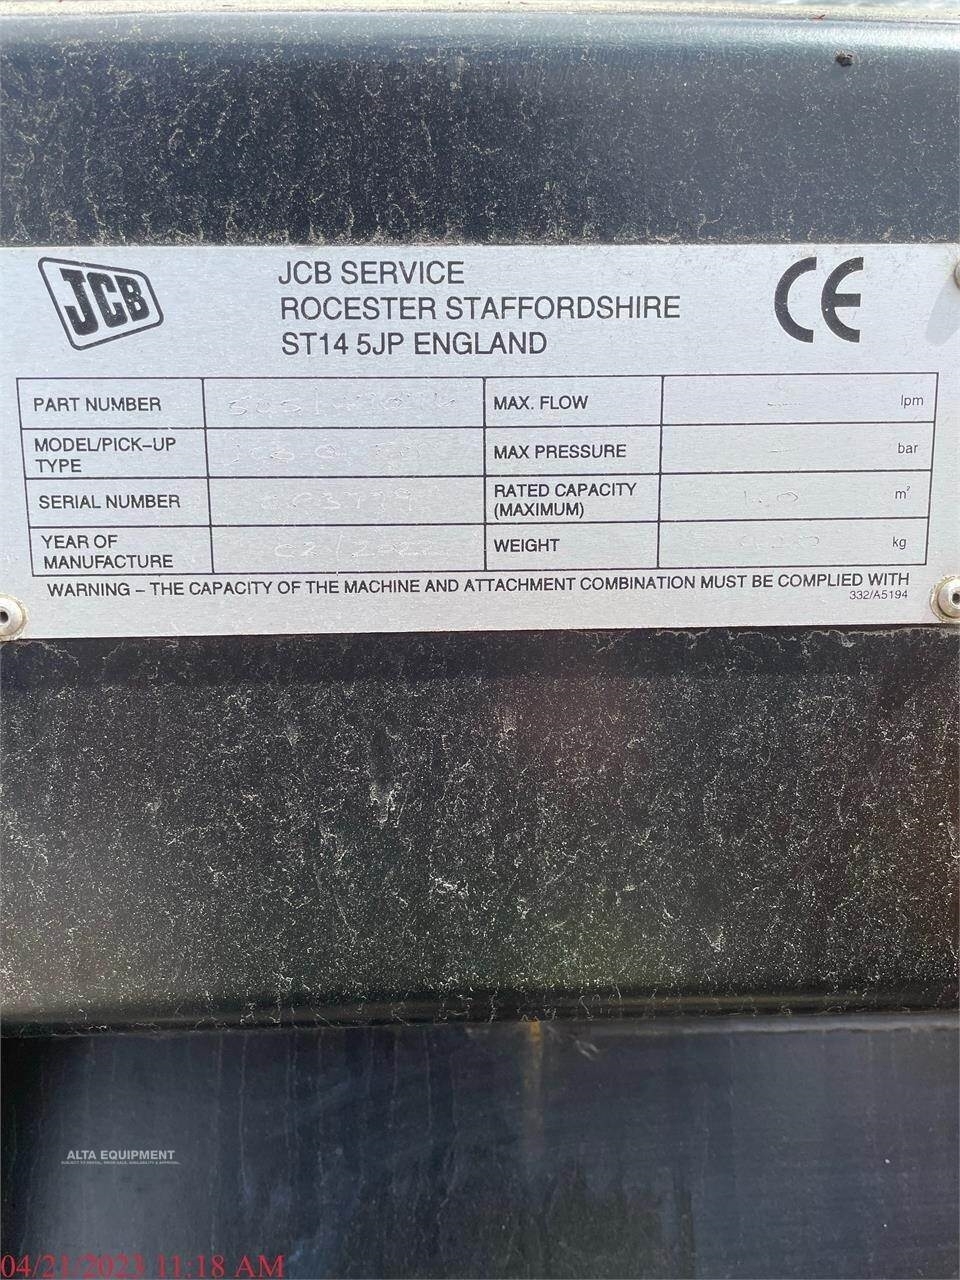 JCB
JCB SERVICE
ROCESTER STAFFORDSHIRE
ST14 5JP ENGLAND
CE
PART NUMBER
MAX. FLOW
lpm
MODEL/PICK-UP
TYPE
MAX PRESSURE
bar
SERIAL NUMBER
RATED CAPACITY
(MAXIMUM)
m²
YEAR OF
MANUFACTURE
02/2022
WEIGHT
kg
WARNING – THE CAPACITY OF THE MACHINE AND ATTACHMENT COMBINATION MUST BE COMPLIED WITH
332/A5194
ALTA EQUIPMENT
04/21/2023 11:18 AM